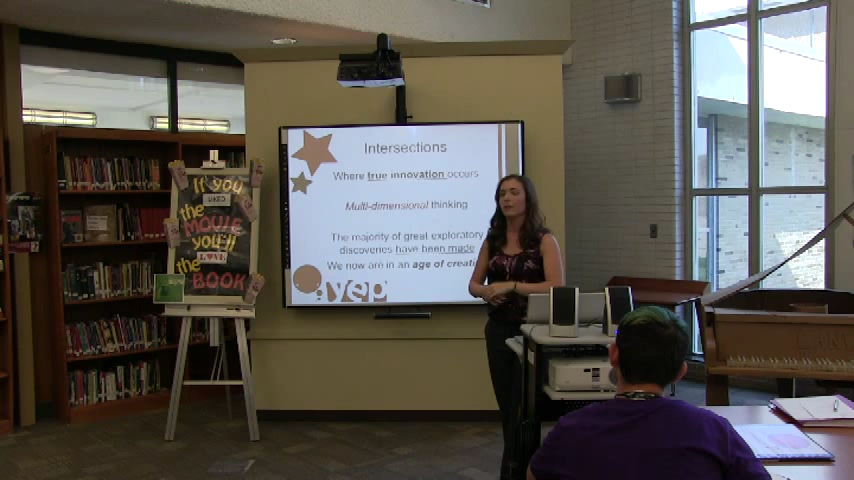 Intersections
Where true innovation occurs
Multi-dimensional thinking
The majority of great exploratory
discoveries have been made
We now are in an age of creati
ayep
If you
LIKED
the
MOVIE
you'll
LOVE
the
BOOK